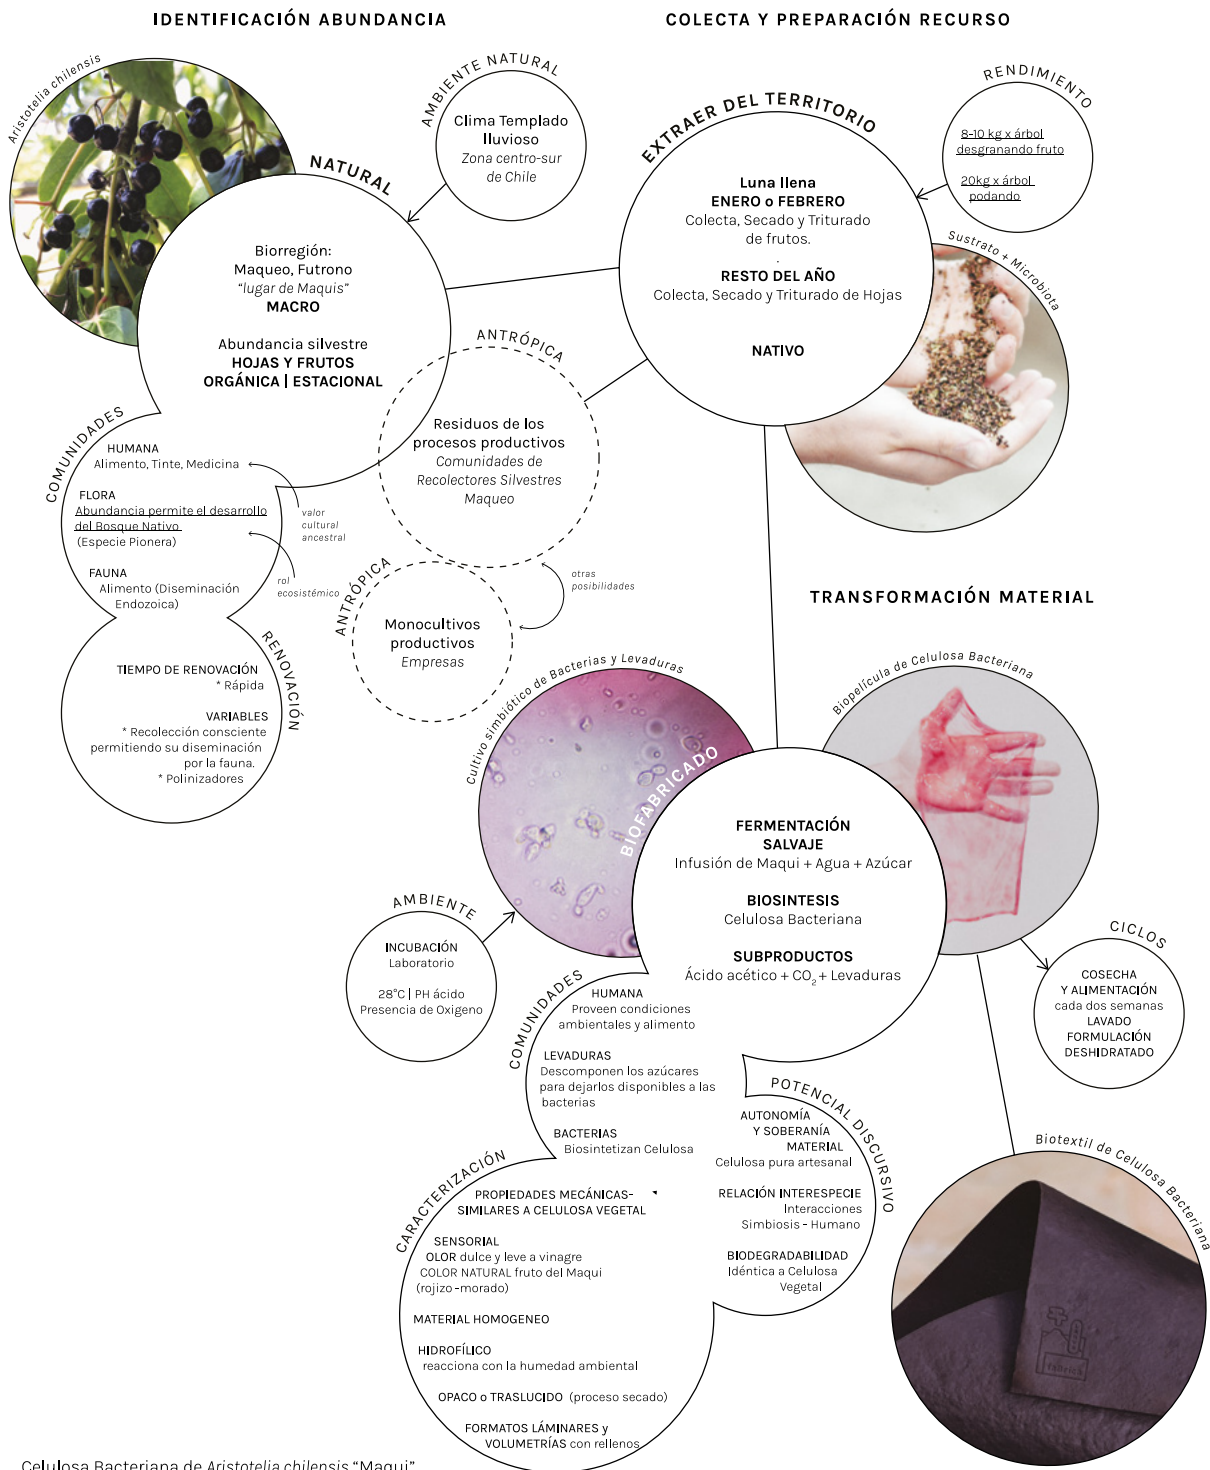 IDENTIFICACIÓN ABUNDANCIA
COLECTA Y PREPARACIÓN RECURSO
Aristotelia chilensis
NATURAL
Biorregión:
Maqueo, Futrono
“lugar de Maquis”
MACRO
Abundancia silvestre
HOJAS Y FRUTOS
ORGÁNICA | ESTACIONAL
AMBIENTE NATURAL
Clima Templado
lluvioso
Zona centro-sur
de Chile
EXTRAER DEL TERRITORIO
Luna llena
ENERO o FEBRERO
Colecta, Secado y Triturado
de frutos.
.
RESTO DEL AÑO
Colecta, Secado y Triturado de Hojas
NATIVO
RENDIMIENTO
8-10 kg x árbol
desgranando fruto
20kg x árbol
podando
Sustrato + Microbiota
ANTRÓPICA
Residuos de los
procesos productivos
Comunidades de
Recolectores Silvestres
Maqueo
COMUNIDADES
HUMANA
Alimento, Tinte, Medicina
FLORA
Abundancia permite el desarrollo
del Bosque Nativo
(Especie Pionera)
FAUNA
Alimento (Diseminación
Endozoica)
valor
cultural
ancestral
rol
ecosistémico
otras
posibilidades
ANTRÓPICA
Monocultivos
productivos
Empresas
RENOVACIÓN
TIEMPO DE RENOVACIÓN
* Rápida
VARIABLES
* Recolección consciente
permitiendo su diseminación
por la fauna.
* Polinizadores
TRANSFORMACIÓN MATERIAL
Cultivo simbiótico de Bacterias y Levaduras
Biopelícula de Celulosa Bacteriana
BIOFABRICADO
FERMENTACIÓN
SALVAJE
Infusión de Maqui + Agua + Azúcar
BIOSINTESIS
Celulosa Bacteriana
SUBPRODUCTOS
Ácido acético + CO₂ + Levaduras
AMBIENTE
INCUBACIÓN
Laboratorio
28°C | PH ácido
Presencia de Oxigeno
CICLOS
COSECHA
Y ALIMENTACIÓN
cada dos semanas
LAVADO
FORMULACIÓN
DESHIDRATADO
COMUNIDADES
HUMANA
Proveen condiciones
ambientales y alimento
LEVADURAS
Descomponen los azúcares
para dejarlos disponibles a las
bacterias
BACTERIAS
Biosintetizan Celulosa
POTENCIAL DISCURSIVO
AUTONOMÍA
Y SOBERANÍA
MATERIAL
Celulosa pura artesanal
RELACIÓN INTERESPECIE
Interacciones
Simbiosis - Humano
BIODEGRADABILIDAD
Idéntica a Celulosa
Vegetal
Biotextil de Celulosa Bacteriana
fabrica
CARACTERIZACIÓN
PROPIEDADES MECÁNICAS-
SIMILARES A CELULOSA VEGETAL
SENSORIAL
OLOR dulce y leve a vinagre
COLOR NATURAL fruto del Maqui
(rojizo -morado)
MATERIAL HOMOGENEO
HIDROFÍLICO
reacciona con la humedad ambiental
OPACO o TRASLUCIDO (proceso secado)
FORMATOS LÁMINARES y
VOLUMETRÍAS con rellenos
Celulosa Bacteriana de Aristotelia chilensis “Maqui”